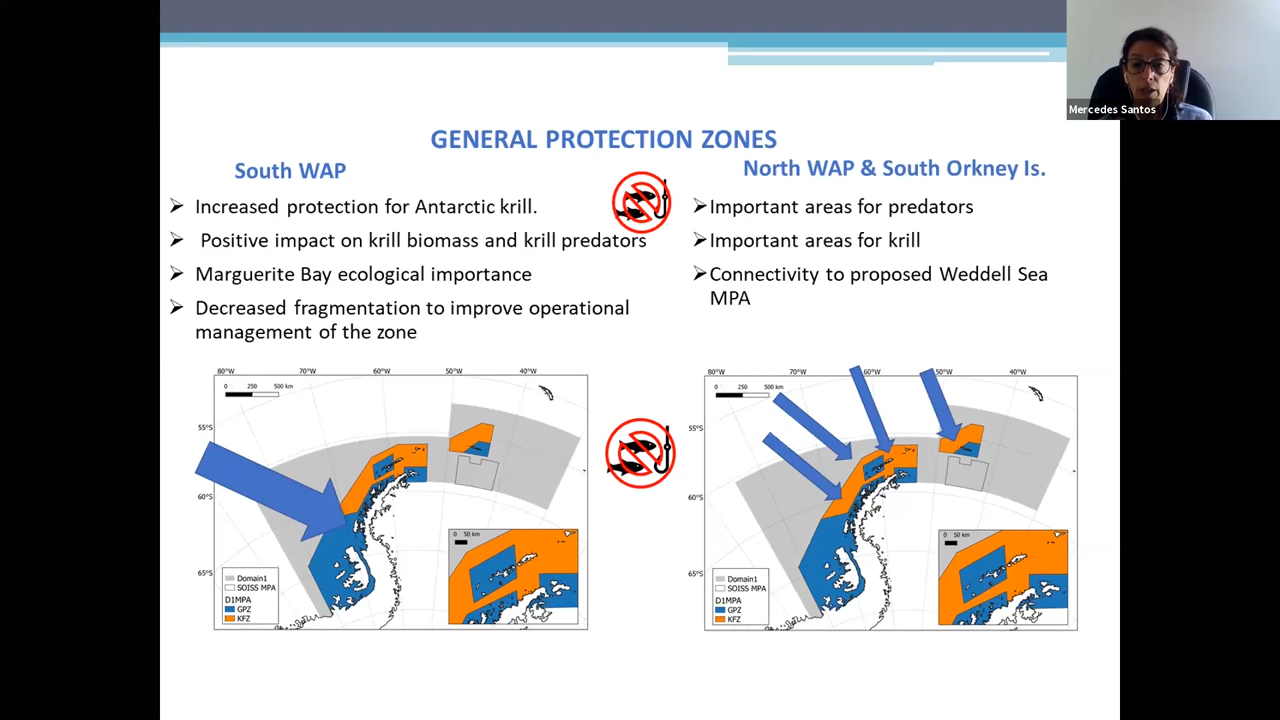 Mercedes Santos
GENERAL PROTECTION ZONES
South WAP
➢ Increased protection for Antarctic krill.
➢ Positive impact on krill biomass and krill predators
➢ Marguerite Bay ecological importance
➢ Decreased fragmentation to improve operational
management of the zone
North WAP & South Orkney Is.
➢Important areas for predators
➢Important areas for krill
➢Connectivity to proposed Weddell Sea
MPA
80°W 70°W 60°W 50°W 40°W
0 250 500 km
55°S
60°S
65°S
0 50 km
Domain1
SOISS MPA
D1MPA
GPZ
KFZ
80°W 70°W 60°W 50°W 40°W
0 250 500 km
55°S
60°S
65°S
0 50 km
Domain1
SOISS MPA
D1MPA
GPZ
KFZ